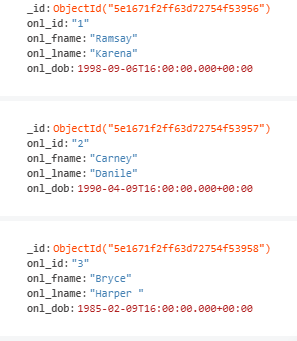 _id:ObjectId("5e1671f2ff63d72754f53956")
onl_id:"1"
onl_fname:"Ramsay"
onl_lname:"Karena"
onl_dob:1998-09-06T16:00:00.000+00:00
_id:ObjectId("5e1671f2ff63d72754f53957")
onl_id:"2"
onl_fname:"Carney"
onl_lname:"Danile"
onl_dob:1990-04-09T16:00:00.000+00:00
_id:ObjectId("5e1671f2ff63d72754f53958")
onl_id:"3"
onl_fname:"Bryce"
onl_lname:"Harper "
onl_dob:1985-02-09T16:00:00.000+00:00